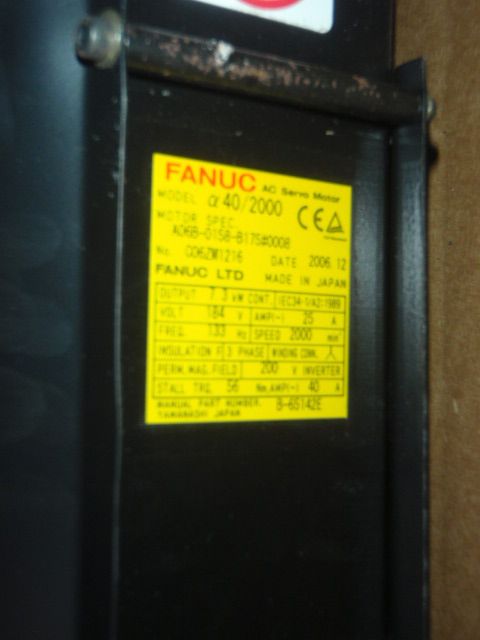 FANUC AC Servo Motor
MODEL α 40/2000
MOTOR SPEC.
A06B-0158-B175#0008
No. C06ZW1216 DATE 2006.12
FANUC LTD MADE IN JAPAN
CE
OUTPUT 7.3 kW CONT. IEC34-1/A2:1989
VOLT 184 V AMP(~) 25 A
FREQ. 133 Hz SPEED 2000 min
INSULATION F 3 PHASE WINDING CONN.
PERM.MAG.FIELD 200 V INVERTER
STALL TRQ. 56 Nm AMP(~) 40 A
MANUAL PART NUMBER. B-65142E
YAMANASHI JAPAN